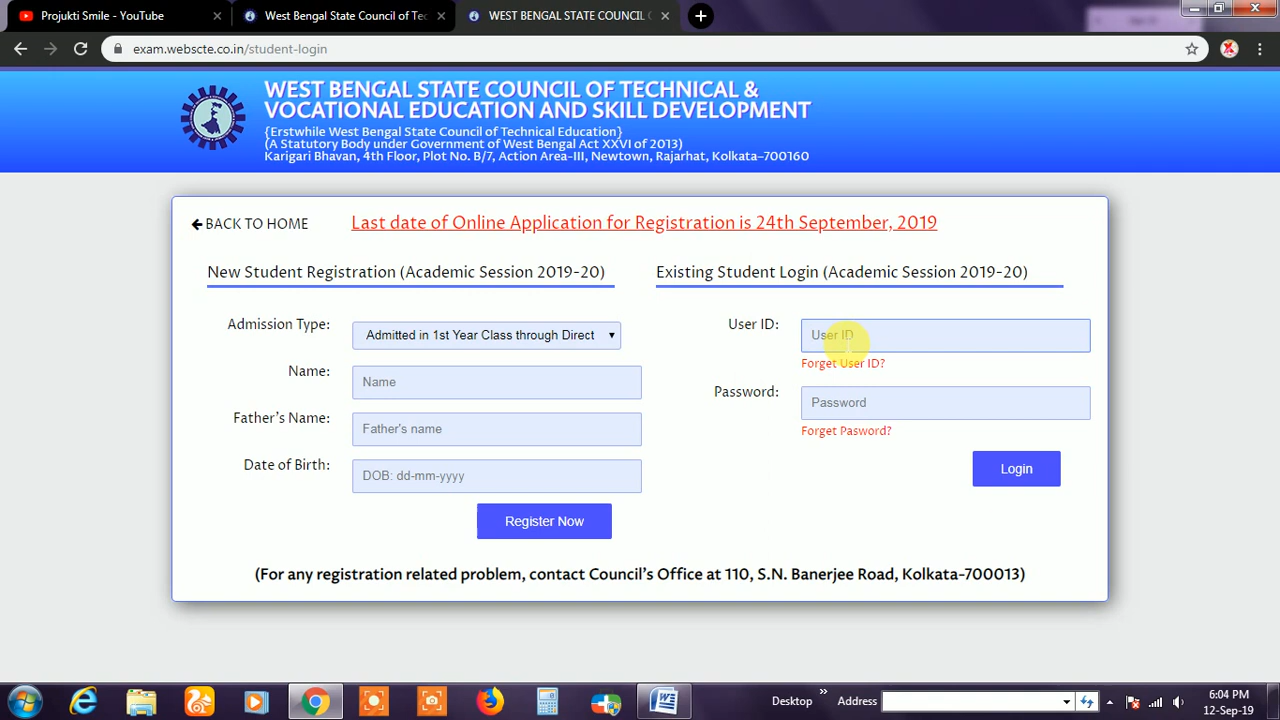 Projukti Smile - YouTube
West Bengal State Council of Tec
WEST BENGAL STATE COUNCIL
exam.webscte.co.in/student-login
WEST BENGAL STATE COUNCIL OF TECHNICAL &
VOCATIONAL EDUCATION AND SKILL DEVELOPMENT
{Erstwhile West Bengal State Council of Technical Education}
(A Statutory Body under Government of West Bengal Act XXVI of 2013)
Karigari Bhavan, 4th Floor, Plot No. B/7, Action Area-III, Newtown, Rajarhat, Kolkata-700160
BACK TO HOME
Last date of Online Application for Registration is 24th September, 2019
New Student Registration (Academic Session 2019-20)
Admission Type:
Admitted in 1st Year Class through Direct
Name:
Name
Father's Name:
Father's name
Date of Birth:
DOB: dd-mm-yyyy
Register Now
Existing Student Login (Academic Session 2019-20)
User ID:
User ID
Forget User ID?
Password:
Password
Forget Pasword?
Login
(For any registration related problem, contact Council's Office at 110, S.N. Banerjee Road, Kolkata-700013)
Desktop
Address
6:04 PM
12-Sep-19